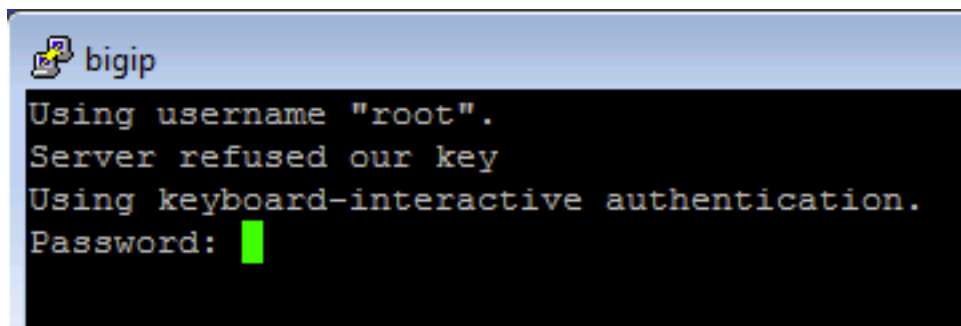 bigip
Using username "root".
Server refused our key
Using keyboard-interactive authentication.
Password: